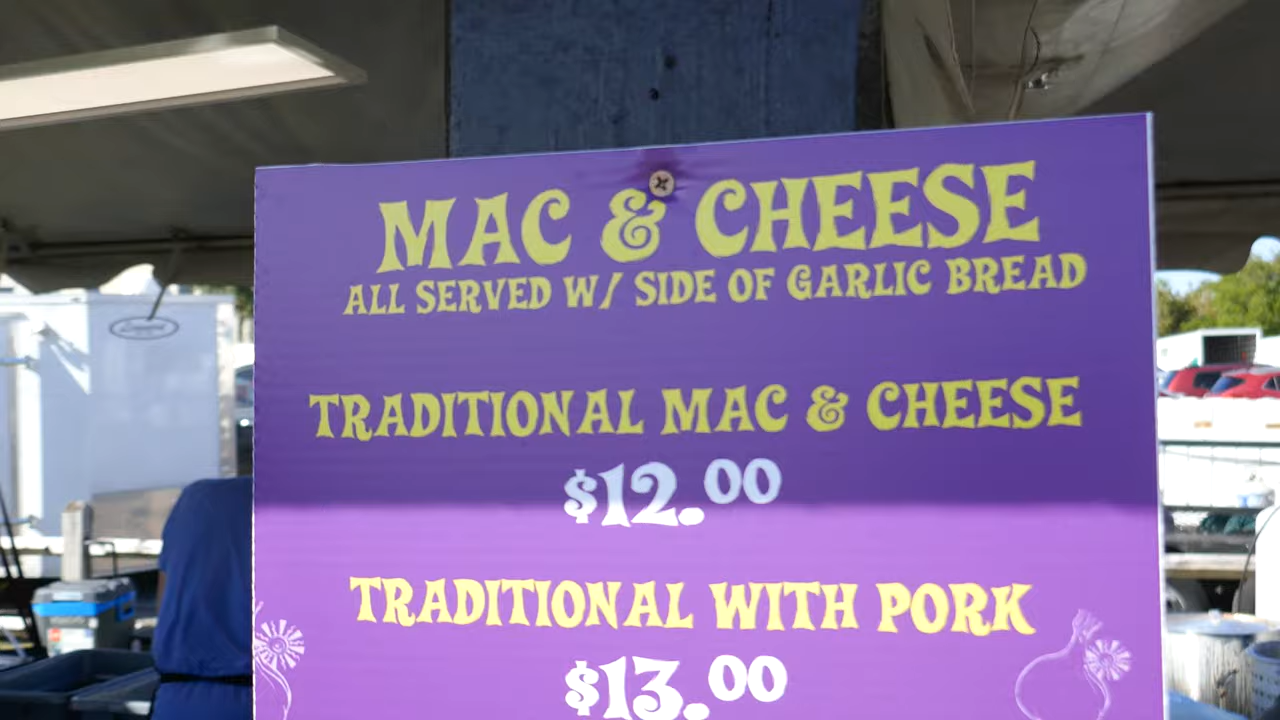 MAC & CHEESE
ALL SERVED W/ SIDE OF GARLIC BREAD
TRADITIONAL MAC & CHEESE
$12.00
TRADITIONAL WITH PORK
$13.00